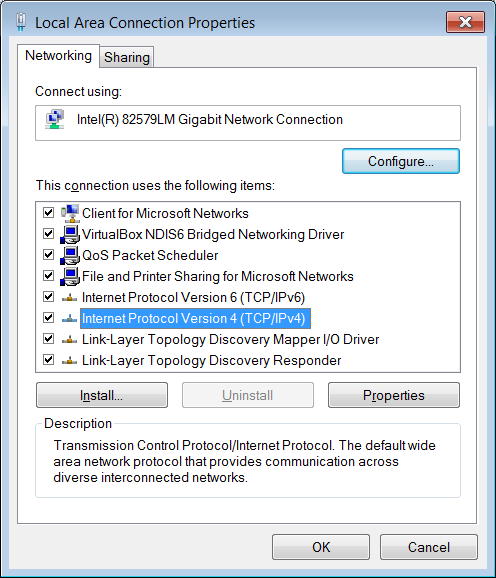 Local Area Connection Properties
Networking
Sharing
Connect using:
Intel(R) 82579LM Gigabit Network Connection
Configure...
This connection uses the following items:
Client for Microsoft Networks
VirtualBox NDIS6 Bridged Networking Driver
QoS Packet Scheduler
File and Printer Sharing for Microsoft Networks
Internet Protocol Version 6 (TCP/IPv6)
Internet Protocol Version 4 (TCP/IPv4)
Link-Layer Topology Discovery Mapper I/O Driver
Link-Layer Topology Discovery Responder
Install...
Uninstall
Properties
Description
Transmission Control Protocol/Internet Protocol. The default wide
area network protocol that provides communication across
diverse interconnected networks.
OK
Cancel